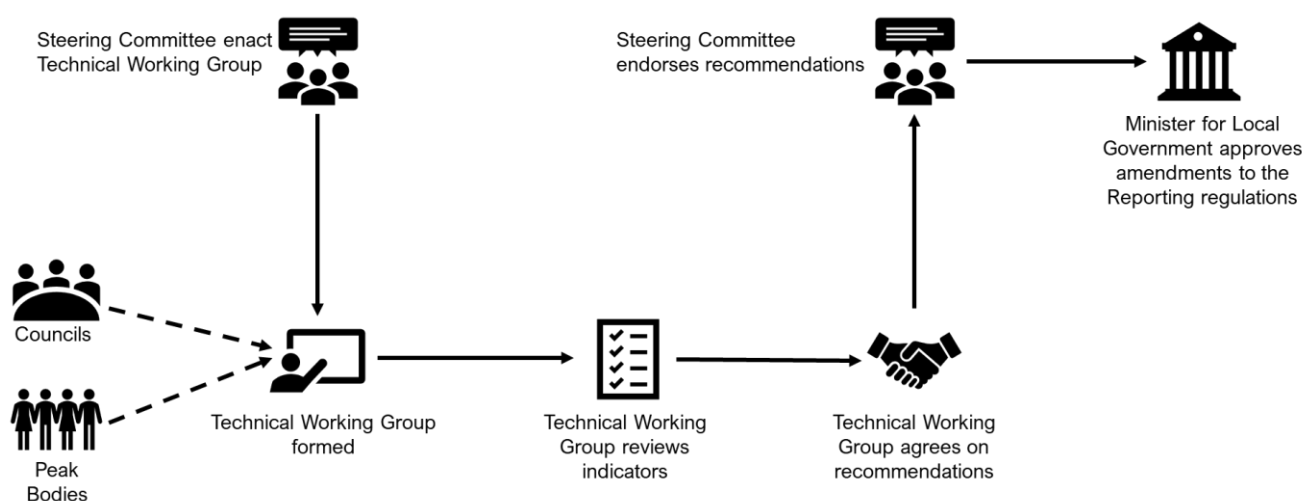 Steering Committee enact
Technical Working Group
Steering Committee
endorses recommendations
Minister for Local
Government approves
amendments to the
Reporting regulations
Councils
Peak
Bodies
Technical Working Group
formed
Technical Working
Group reviews
indicators
Technical Working
Group agrees on
recommendations